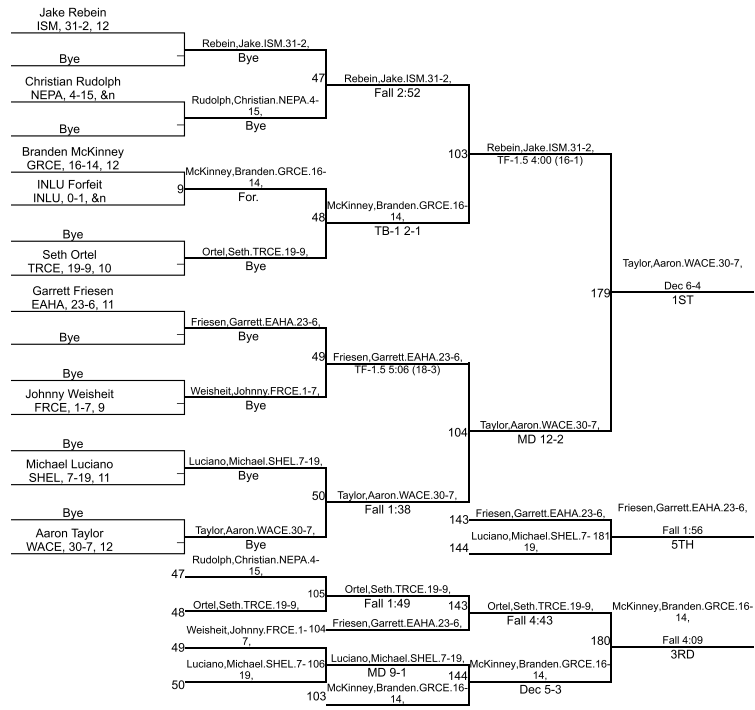 Jake Rebein
ISM, 31-2, 12
Bye
Rebein,Jake.ISM.31-2,
Bye
Christian Rudolph
NEPA, 4-15, &n
Bye
Rudolph,Christian.NEPA.4-
15,
Bye
47
Rebein,Jake.ISM.31-2,
Fall 2:52
Branden McKinney
GRCE, 16-14, 12
INLU Forfeit
INLU, 0-1, &n
9
McKinney,Branden.GRCE.16-
14,
For.
Bye
Seth Ortel
TRCE, 19-9, 10
Ortel,Seth.TRCE.19-9,
Bye
48
McKinney,Branden.GRCE.16-
14,
TB-1 2-1
103
Rebein,Jake.ISM.31-2,
TF-1.5 4:00 (16-1)
Garrett Friesen
EAHA, 23-6, 11
Bye
Friesen,Garrett.EAHA.23-6,
Bye
Bye
Johnny Weisheit
FRCE, 1-7, 9
Weisheit,Johnny.FRCE.1-7,
Bye
49
Friesen,Garrett.EAHA.23-6,
TF-1.5 5:06 (18-3)
Bye
Michael Luciano
SHEL, 7-19, 11
Luciano,Michael.SHEL.7-19,
Bye
Bye
Aaron Taylor
WACE, 30-7, 12
Taylor,Aaron.WACE.30-7,
Bye
50
Taylor,Aaron.WACE.30-7,
Fall 1:38
104
Taylor,Aaron.WACE.30-7,
MD 12-2
179
Taylor,Aaron.WACE.30-7,
Dec 6-4
1ST
143
Friesen,Garrett.EAHA.23-6,
144
Luciano,Michael.SHEL.7-
19,
181
Friesen,Garrett.EAHA.23-6,
Fall 1:56
5TH
47
Rudolph,Christian.NEPA.4-
15,
48
Ortel,Seth.TRCE.19-9,
105
Ortel,Seth.TRCE.19-9,
Fall 1:49
104
Friesen,Garrett.EAHA.23-6,
143
Ortel,Seth.TRCE.19-9,
Fall 4:43
49
Weisheit,Johnny.FRCE.1-
7,
50
Luciano,Michael.SHEL.7-
19,
106
Luciano,Michael.SHEL.7-19,
MD 9-1
103
McKinney,Branden.GRCE.16-
14,
144
McKinney,Branden.GRCE.16-
14,
Dec 5-3
180
McKinney,Branden.GRCE.16-
14,
Fall 4:09
3RD